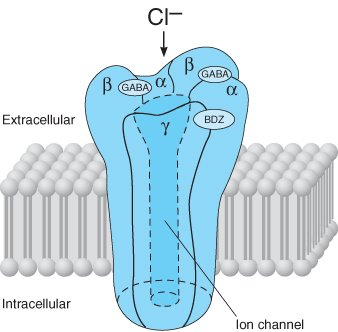 Cl–
β
GABA
α
β
GABA
α
Extracellular
BDZ
γ
Intracellular
Ion channel